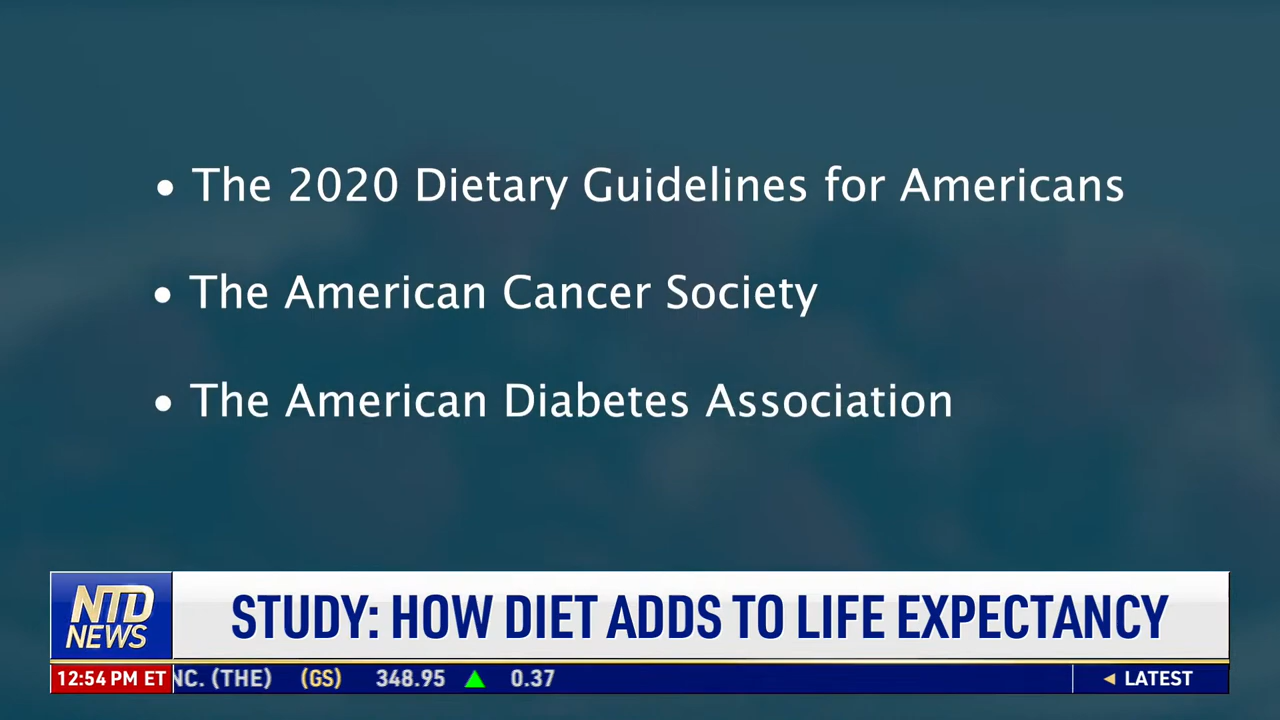 • The 2020 Dietary Guidelines for Americans
• The American Cancer Society
• The American Diabetes Association
NTD NEWS
STUDY: HOW DIET ADDS TO LIFE EXPECTANCY
12:54 PM ET
NC. (THE) (GS) 348.95 ▲ 0.37
◄ LATEST